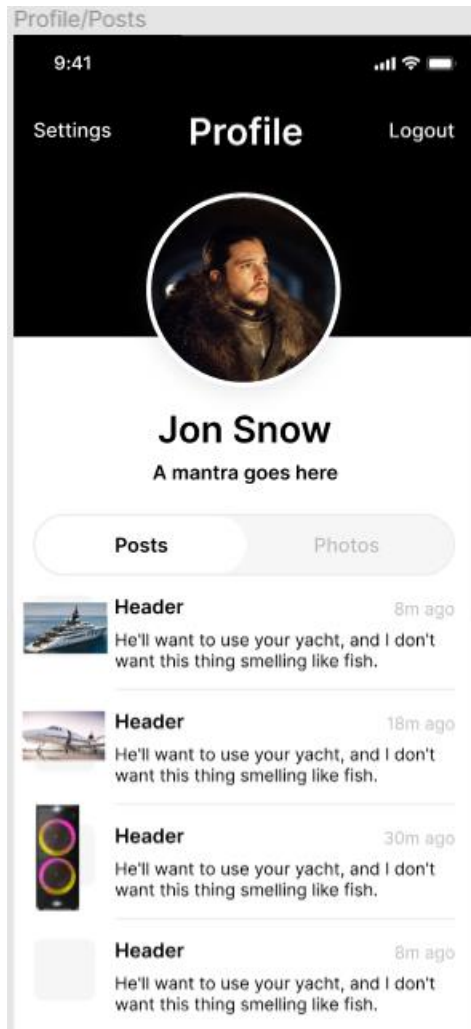 Profile/Posts
9:41
Settings Profile Logout
Jon Snow
A mantra goes here
Posts Photos
Header 8m ago
He'll want to use your yacht, and I don't
want this thing smelling like fish.
Header 18m ago
He'll want to use your yacht, and I don't
want this thing smelling like fish.
Header 30m ago
He'll want to use your yacht, and I don't
want this thing smelling like fish.
Header 8m ago
He'll want to use your yacht, and I don't
want this thing smelling like fish.